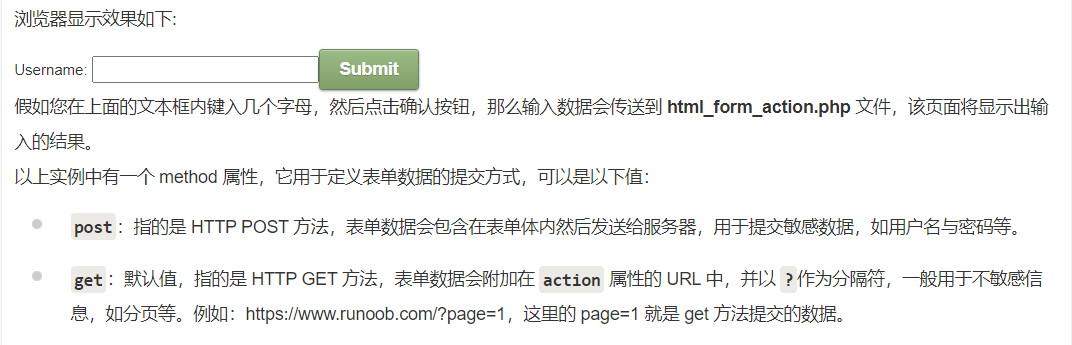 浏览器显示效果如下:
Username: Submit
假如您在上面的文本框内键入几个字母，然后点击确认按钮，那么输入数据会传送到 html_form_action.php 文件，该页面将显示出输
入的结果。
以上实例中有一个 method 属性，它用于定义表单数据的提交方式，可以是以下值：
post：指的是 HTTP POST 方法，表单数据会包含在表单体内然后发送给服务器，用于提交敏感数据，如用户名与密码等。
get：默认值，指的是 HTTP GET 方法，表单数据会附加在 action 属性的 URL 中，并以 ?作为分隔符，一般用于不敏感信
息，如分页等。例如：https://www.runoob.com/?page=1，这里的 page=1 就是 get 方法提交的数据。